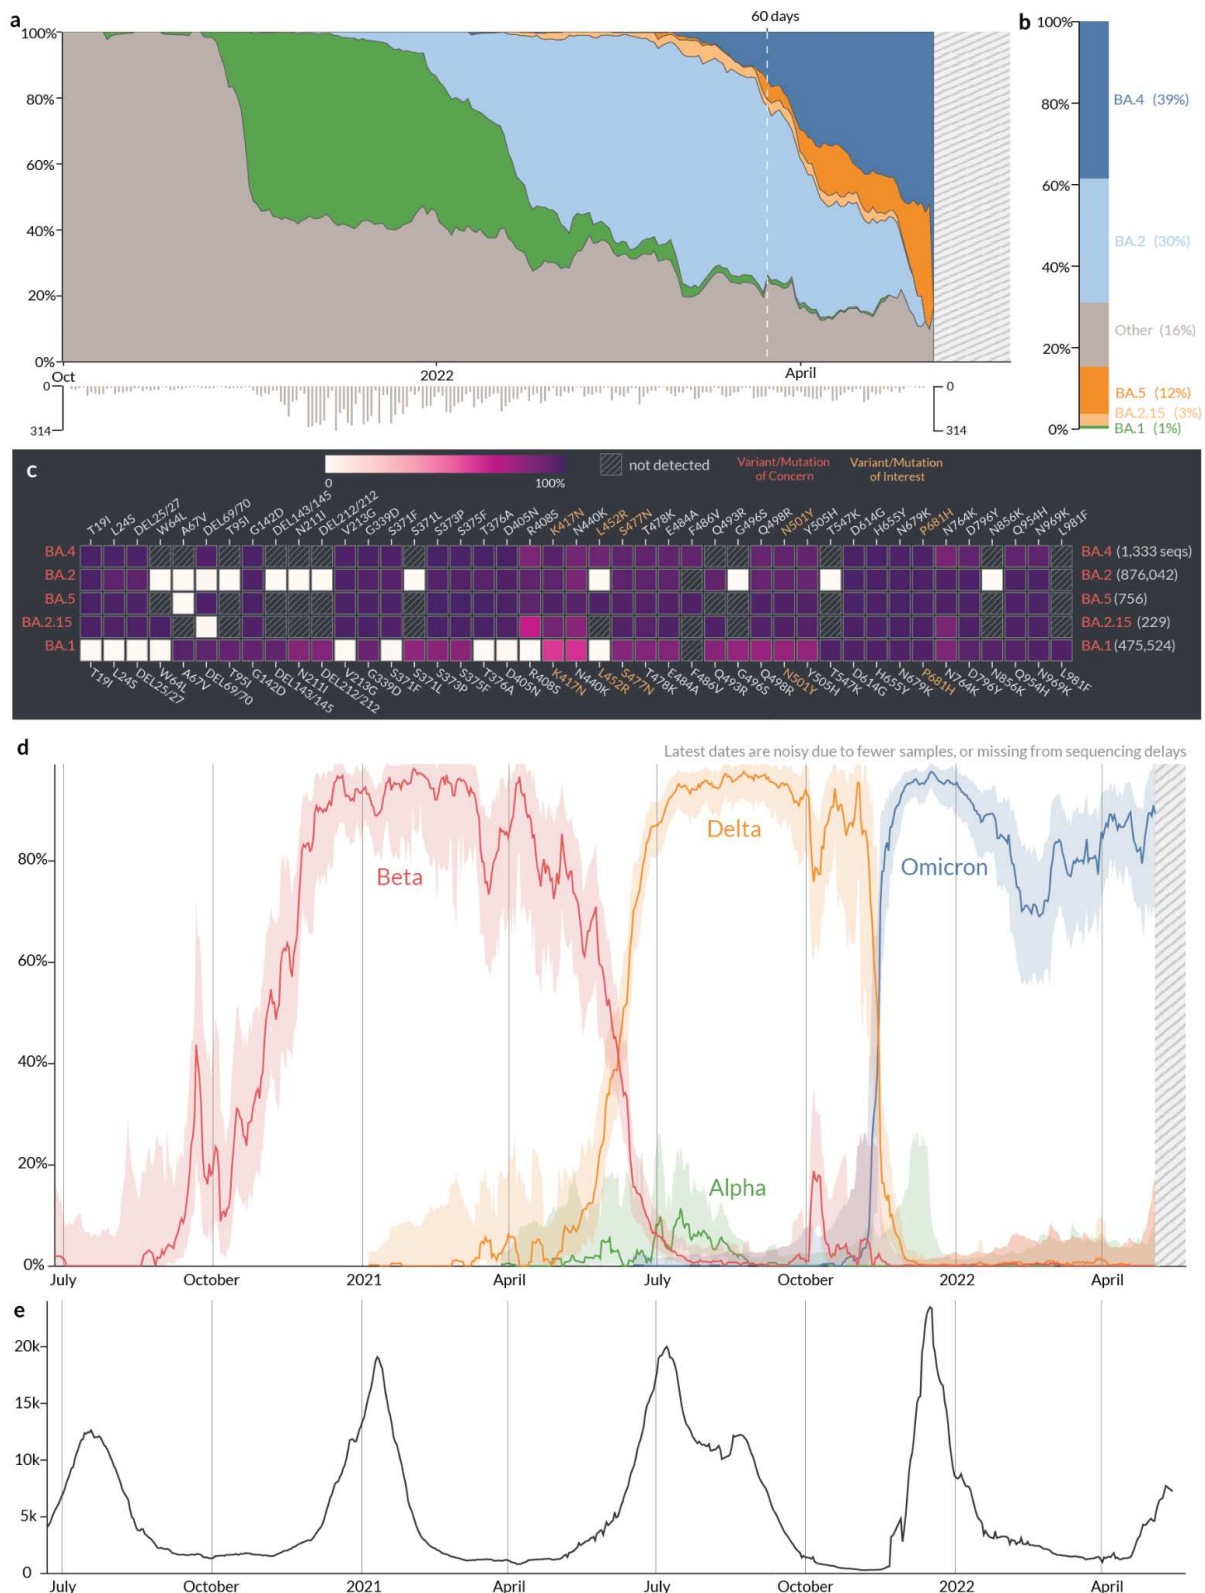 a
60 days
100%
80%
60%
40%
20%
0%
Oct
2022
April
0
314
0
314
b
100%
80%
60%
40%
20%
0%
BA.4 (39%)
BA.2 (30%)
Other (16%)
BA.5 (12%)
BA.2.15 (3%)
BA.1 (1%)
c
0
100%
not detected
Variant/Mutation
of Concern
Variant/Mutation
of Interest
T19I L24S DEL25/27 W64L A67V DEL69/70 T95I G142D DEL143/145 N211I DEL212/212 V213G G339D S371F S371L S373P S375F T376A D405N R408S K417N N440K L452R S477N T478K E484A F486V Q493R G496S Q498R N501Y Y505H T547K D614G H655Y N679K P681H N764K D796Y N856K Q954H N969K L981F
BA.4 BA.4 (1,333 seqs)
BA.2 BA.2 (876,042)
BA.5 BA.5 (756)
BA.2.15 BA.2.15 (229)
BA.1 BA.1 (475,524)
T19I L24S DEL25/27 W64L A67V DEL69/70 T95I G142D N211I DEL143/145 DEL212/212 V213G G339D S371F S371L S373P S375F T376A D405N R408S K417N N440K L452R S477N T478K E484A F486V Q493R G496S Q498R N501Y Y505H T547K D614G H655Y N679K P681H N764K D796Y N856K Q954H N969K L981F
d
Latest dates are noisy due to fewer samples, or missing from sequencing delays
80%
60%
40%
20%
0%
Beta
Delta
Omicron
Alpha
July
October
2021
April
July
October
2022
April
e
20k
15k
10k
5k
0
July
October
2021
April
July
October
2022
April